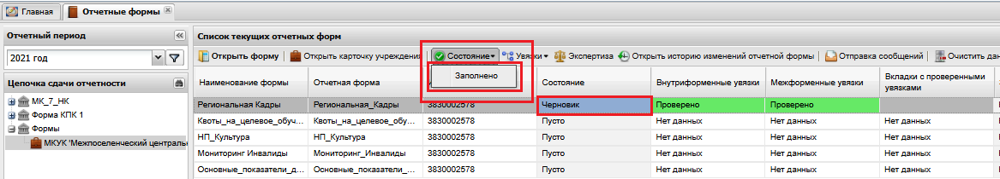 Главная
Отчетные формы
Отчетный период
Список текущих отчетных форм
2021 год
Открыть форму
Открыть карточку учреждения
Состояние
Увязки
Экспертиза
Открыть историю изменений отчетной формы
Отправка сообщений
Очистить дан
Заполнено
Цепочка сдачи отчетности
МК_7_НК
Форма КПК 1
Формы
МКУК 'Межпоселенческий централь
Наименование формы
Отчетная форма
Состояние
Внутриформенные увязки
Межформенные увязки
Вкладки с проверенными
увязками
Региональная Кадры
Региональная_Кадры
3830002578
Черновик
Проверено
Проверено
Квоты_на_целевое_обуч...
Квоты_на_целевое_обу...
3830002578
Пусто
Нет данных
Нет данных
Нет данных
НП_Культура
НП_Культура
3830002578
Пусто
Нет данных
Нет данных
Нет данных
Мониторинг Инвалиды
Мониторинг_Инвалиды
3830002578
Пусто
Нет данных
Нет данных
Нет данных
Основные_показатели_д...
Основные_показатели_...
3830002578
Пусто
Нет данных
Нет данных
Нет данных